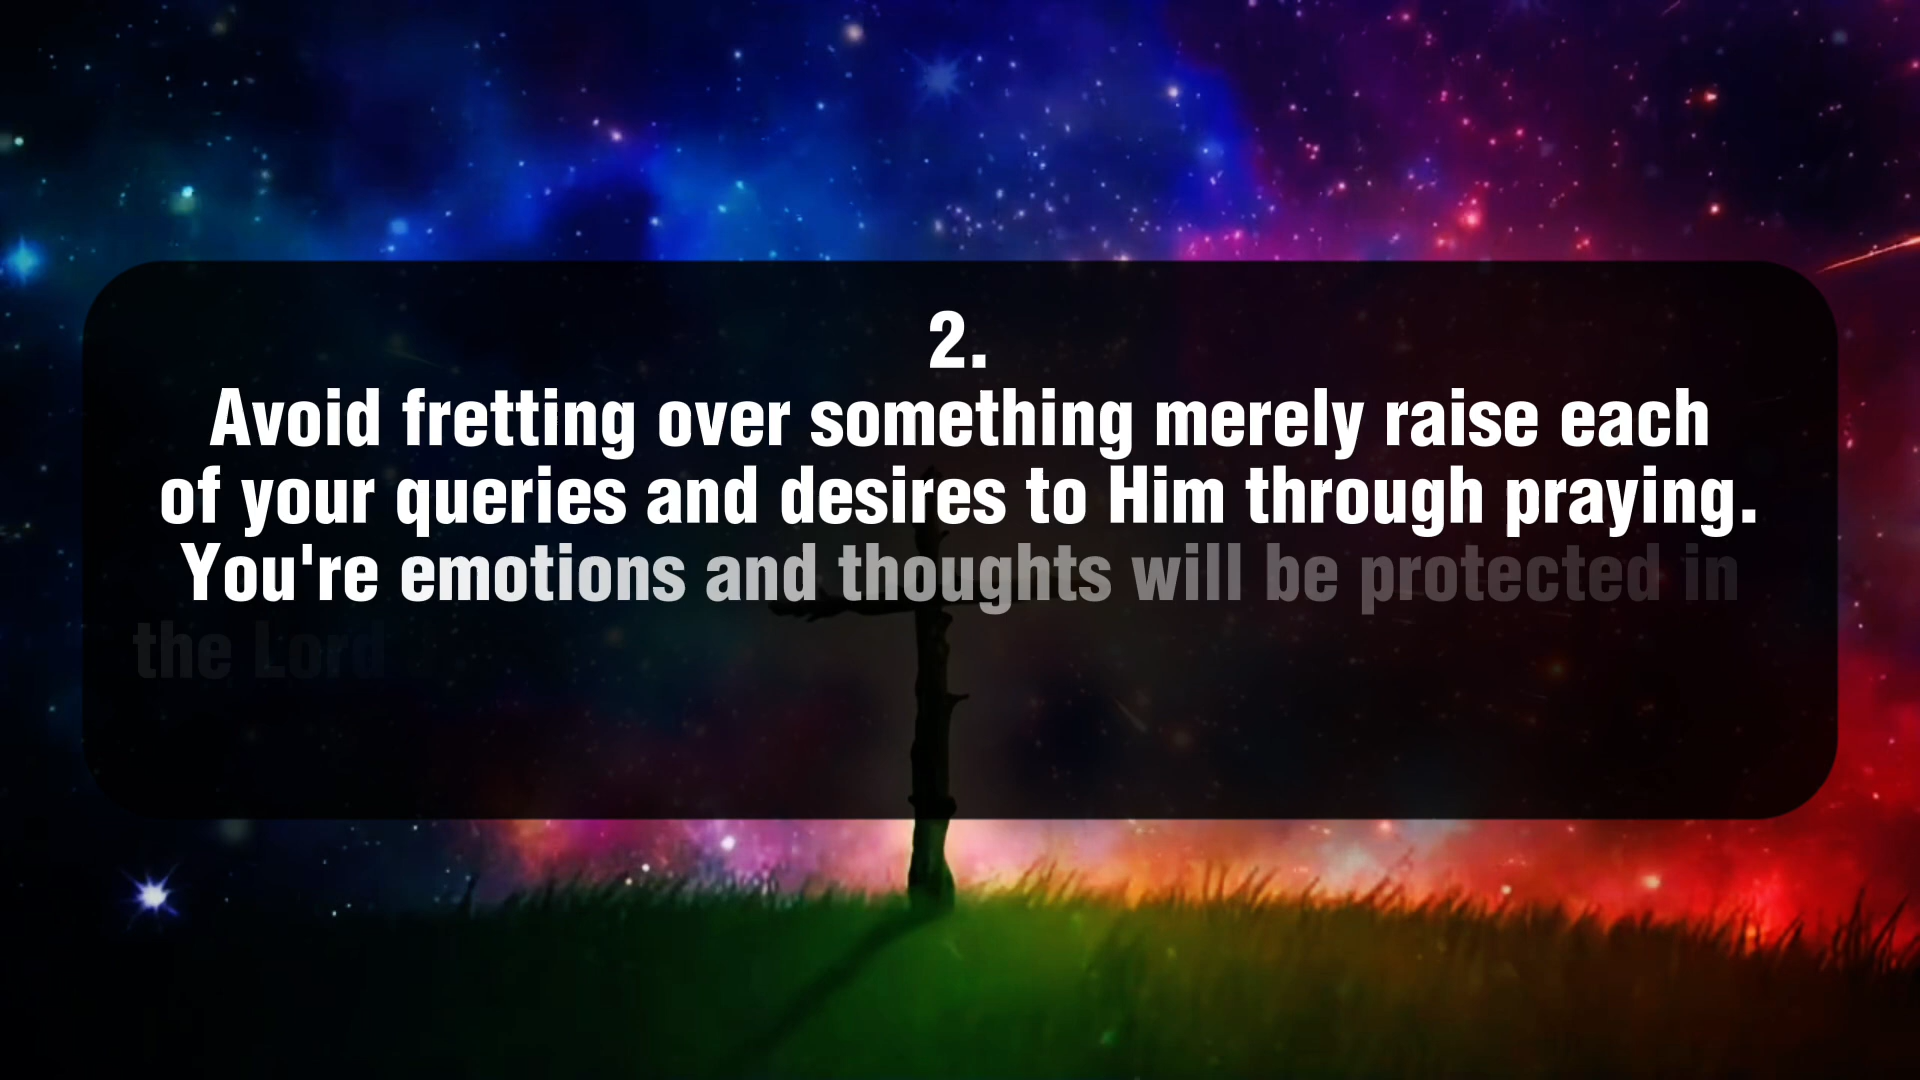 2.
Avoid fretting over something merely raise each
of your queries and desires to Him through praying.
You're emotions and thoughts will be protected in
the Lord